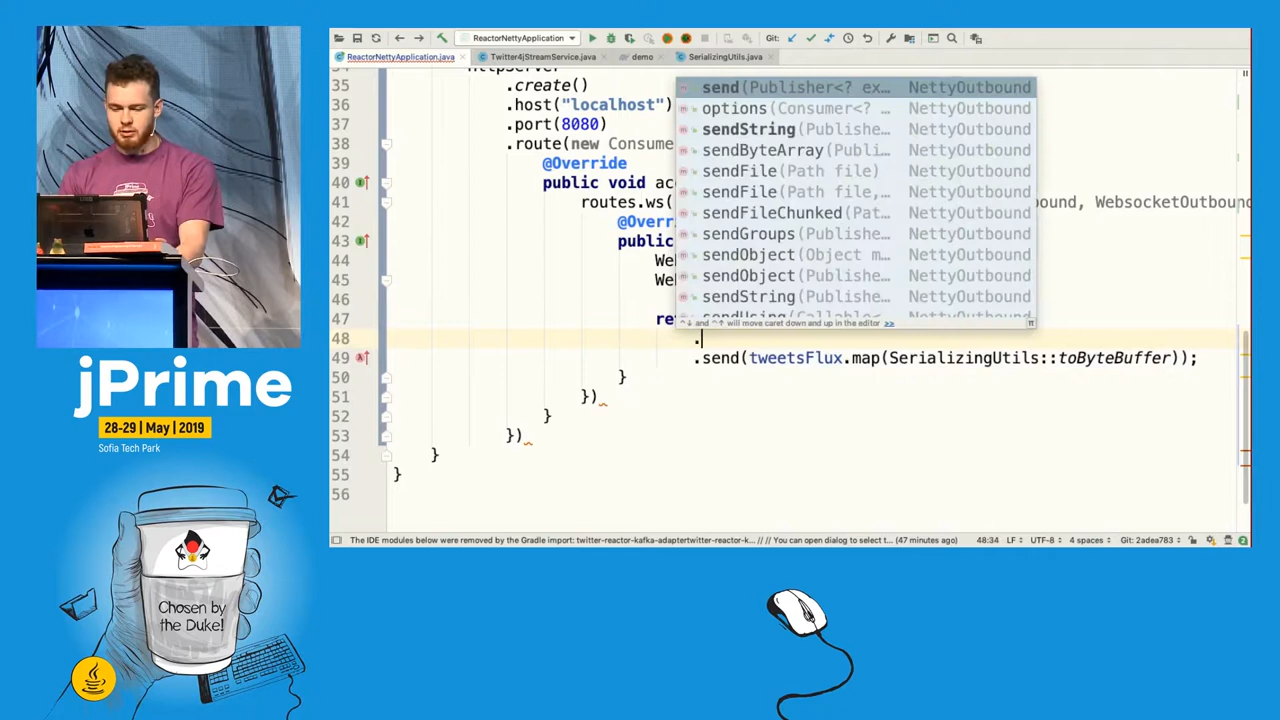 ReactorNettyApplication
Git:
ReactorNettyApplication.java
Twitter4jStreamService.java
demo
SerializingUtils.java
34 HttpServer
35 .create()
36 .host("localhost")
37 .port(8080)
38 .route(new Consume
39 @Override
40 public void ac
41 routes.ws( bound, WebsocketOutbound
42 @Overr
43 public
44 We
45 We
46
47 re
48 .
49 .send(tweetsFlux.map(SerializingUtils::toByteBuffer));
50 }
51 })
52 }
53 })
54 }
55 }
56
send(Publisher<? ex… NettyOutbound
options(Consumer<? … NettyOutbound
sendString(Publishe… NettyOutbound
sendByteArray(Publi… NettyOutbound
sendFile(Path file) NettyOutbound
sendFile(Path file,… NettyOutbound
sendFileChunked(Pat… NettyOutbound
sendGroups(Publishe… NettyOutbound
sendObject(Object m… NettyOutbound
sendObject(Publishe… NettyOutbound
sendString(Publishe… NettyOutbound
sendUsing(Callable<… NettyOutbound
^↓ and ^↑ will move caret down and up in the editor >>
The IDE modules below were removed by the Gradle import: twitter-reactor-kafka-adaptertwitter-reactor-k... // // You can open dialog to select t... (47 minutes ago)
48:34 LF UTF-8 4 spaces Git: 2adea783
jPrime
28-29 | May | 2019
Sofia Tech Park
Chosen by
the Duke!
Java